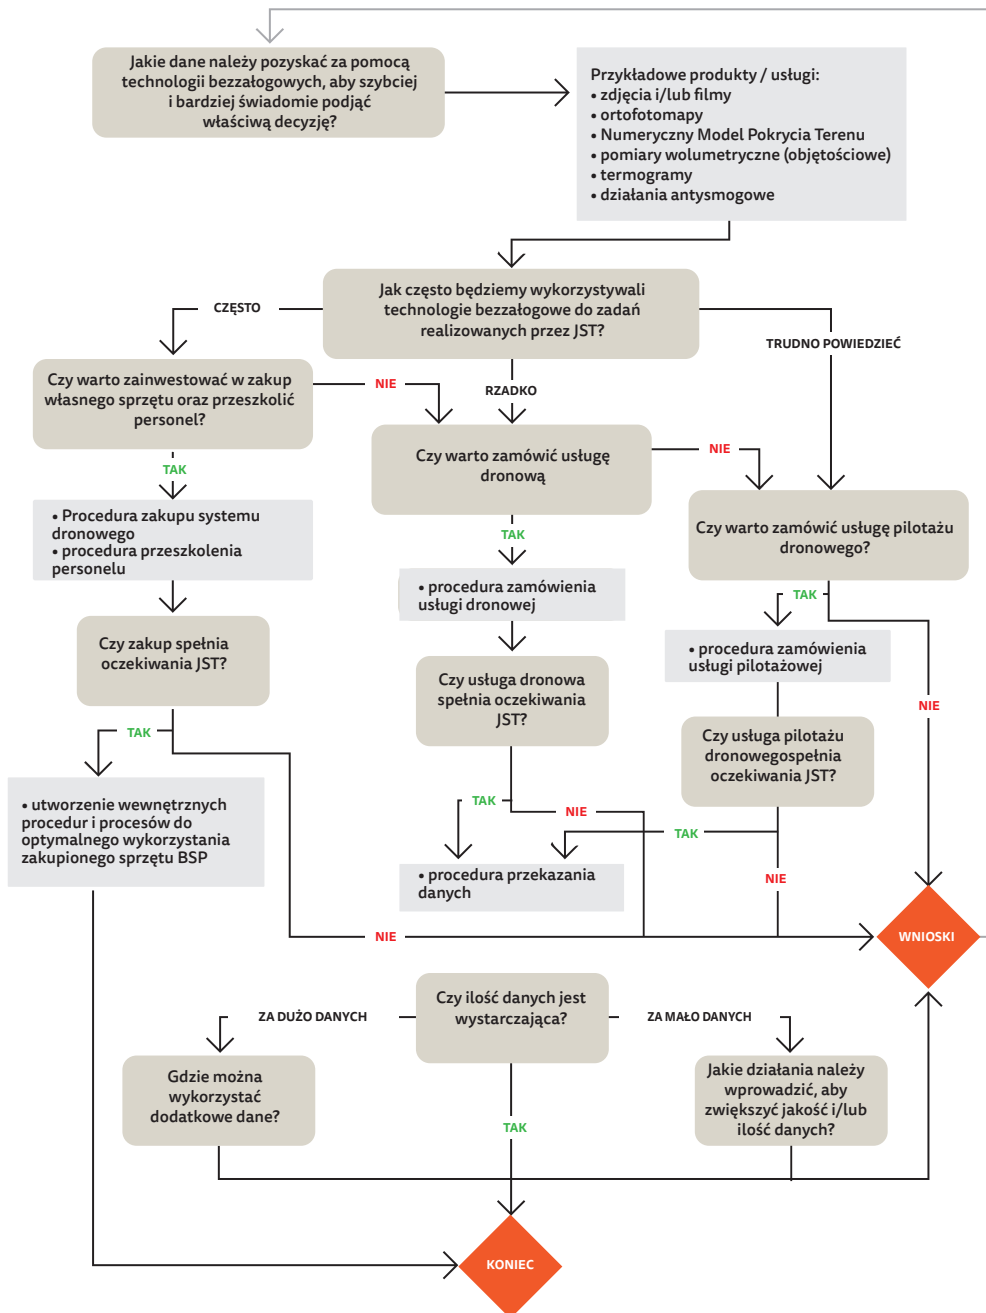 Jakie dane należy pozyskać za pomocą
technologii bezzałogowych, aby szybciej
i bardziej świadomie podjąć
właściwą decyzję?
Przykładowe produkty / usługi:
• zdjęcia i/lub filmy
• ortofotomapy
• Numeryczny Model Pokrycia Terenu
• pomiary wolumetryczne (objętościowe)
• termogramy
• działania antysmogowe
Jak często będziemy wykorzystywali
technologie bezzałogowe do zadań
realizowanych przez JST?
CZĘSTO
TRUDNO POWIEDZIEĆ
RZADKO
Czy warto zainwestować w zakup
własnego sprzętu oraz przeszkolić
personel?
NIE
Czy warto zamówić usługę
dronową
NIE
TAK
• Procedura zakupu systemu
dronowego
• procedura przeszkolenia
personelu
TAK
Czy warto zamówić usługę pilotażu
dronowego?
• procedura zamówienia
usługi dronowej
TAK
Czy zakup spełnia
oczekiwania JST?
• procedura zamówienia
usługi pilotażowej
Czy usługa dronowa
spełnia oczekiwania
JST?
NIE
TAK
Czy usługa pilotażu
dronowegospełnia
oczekiwania JST?
• utworzenie wewnętrznych
procedur i procesów do
optymalnego wykorzystania
zakupionego sprzętu BSP
TAK
NIE
TAK
• procedura przekazania
danych
NIE
NIE
WNIOSKI
Czy ilość danych jest
wystarczająca?
ZA DUŻO DANYCH
ZA MAŁO DANYCH
Gdzie można
wykorzystać
dodatkowe dane?
Jakie działania należy
wprowadzić, aby
zwiększyć jakość i/lub
ilość danych?
TAK
KONIEC